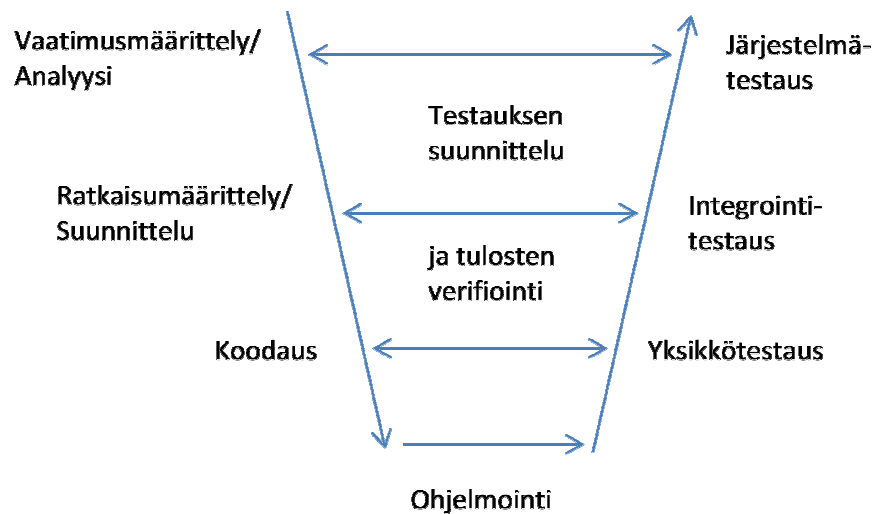 Vaatimusmäärittely/
Analyysi
Järjestelmä-
testaus
Testauksen
suunnittelu
Ratkaisumäärittely/
Suunnittelu
Integrointi-
testaus
ja tulosten
verifiointi
Koodaus
Yksikkötestaus
Ohjelmointi